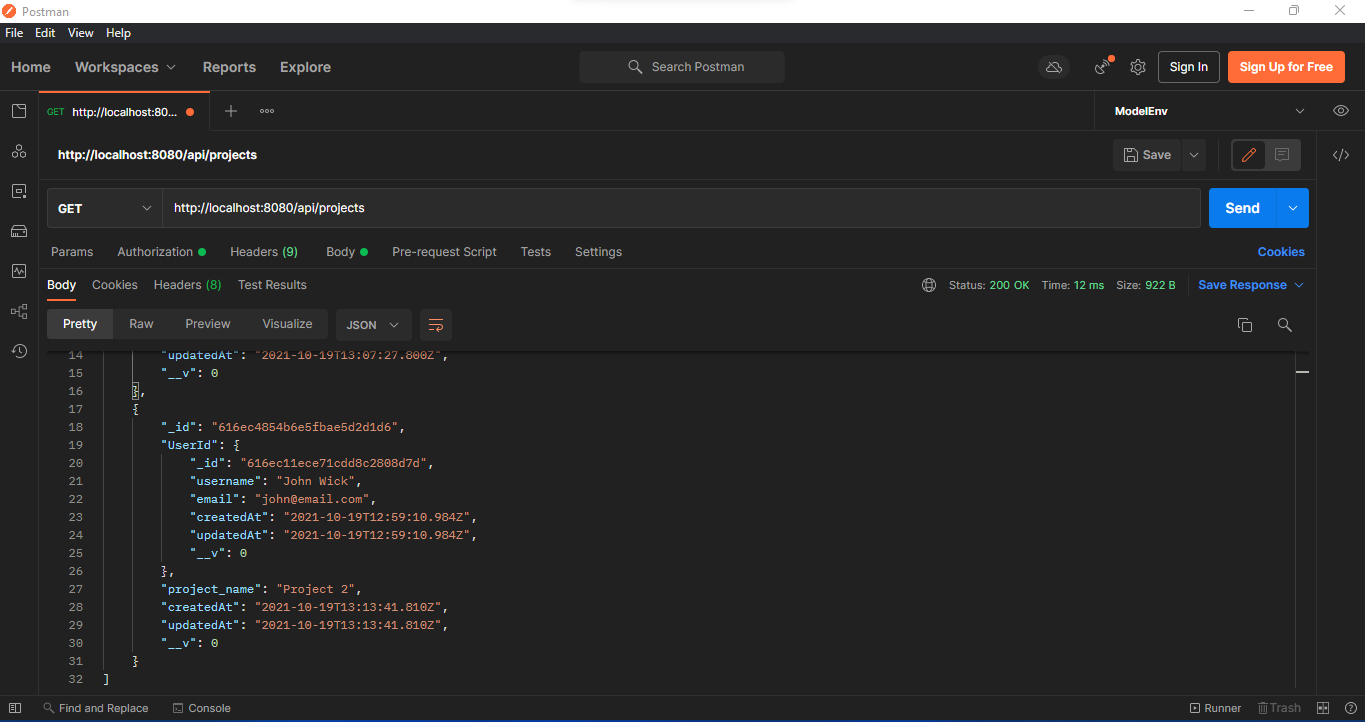 Postman
File Edit View Help
Home Workspaces Reports Explore Search Postman Sign In Sign Up for Free
GET http://localhost:80... ModelEnv
http://localhost:8080/api/projects Save
GET http://localhost:8080/api/projects Send
Params Authorization Headers (9) Body Pre-request Script Tests Settings Cookies
Body Cookies Headers (8) Test Results Status: 200 OK Time: 12 ms Size: 922 B Save Response
Pretty Raw Preview Visualize JSON
14 "updatedAt": "2021-10-19T13:07:27.800Z",
15 "__v": 0
16 },
17 {
18 "_id": "616ec4854b6e5fbae5d2d1d6",
19 "UserId": {
20 "_id": "616ec11ece71cdd8c2808d7d",
21 "username": "John Wick",
22 "email": "john@email.com",
23 "createdAt": "2021-10-19T12:59:10.984Z",
24 "updatedAt": "2021-10-19T12:59:10.984Z",
25 "__v": 0
26 },
27 "project_name": "Project 2",
28 "createdAt": "2021-10-19T13:13:41.810Z",
29 "updatedAt": "2021-10-19T13:13:41.810Z",
30 "__v": 0
31 }
32 ]
Find and Replace Console Runner Trash